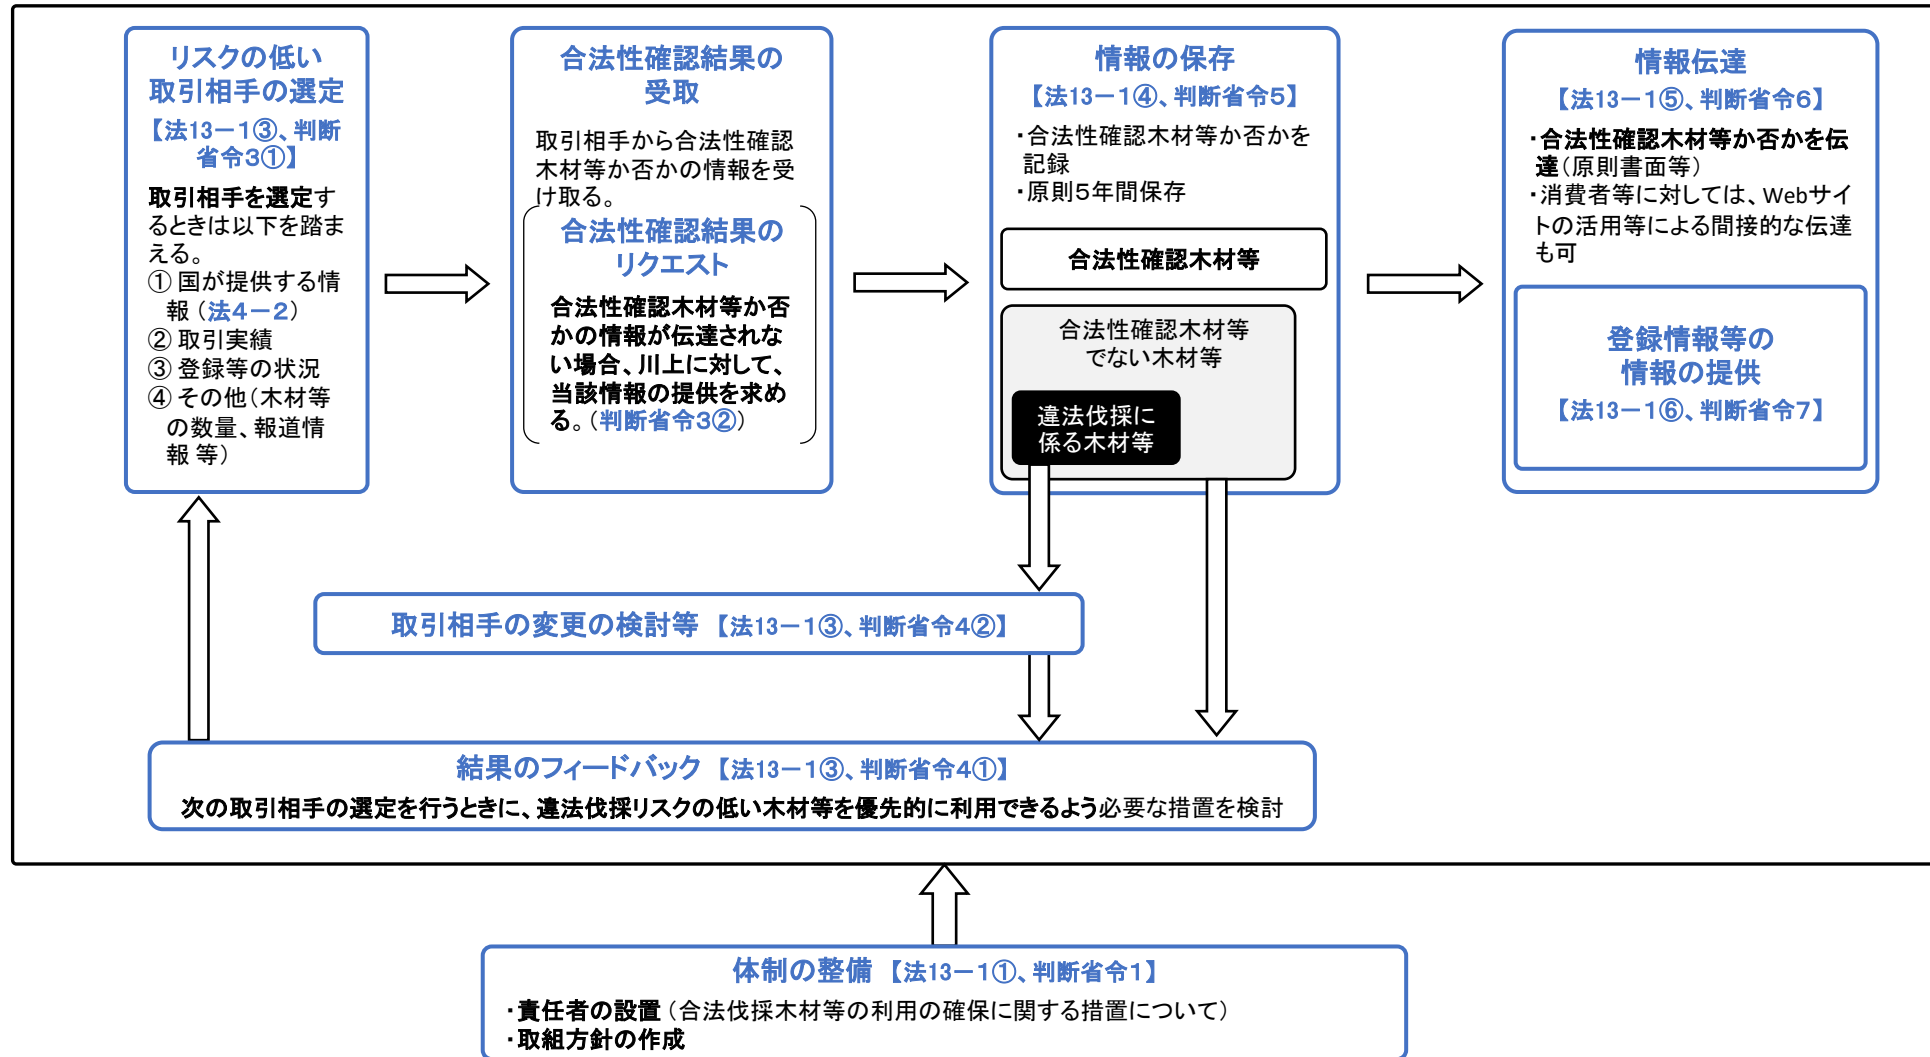 リスクの低い
取引相手の選定
【法13－1③、判断
省令3①】
取引相手を選定す
るときは以下を踏ま
える。
① 国が提供する情
報（法4－2）
② 取引実績
③ 登録等の状況
④ その他（木材等
の数量、報道情
報 等）
合法性確認結果の
受取
取引相手から合法性確認
木材等か否かの情報を受
け取る。
合法性確認結果の
リクエスト
合法性確認木材等か否
かの情報が伝達されな
い場合、川上に対して、
当該情報の提供を求め
る。（判断省令3②）
情報の保存
【法13－1④、判断省令5】
・合法性確認木材等か否かを
記録
・原則5年間保存
合法性確認木材等
合法性確認木材等
でない木材等
違法伐採に
係る木材等
情報伝達
【法13－1⑤、判断省令6】
・合法性確認木材等か否かを伝
達（原則書面等）
・消費者等に対しては、Webサイ
トの活用等による間接的な伝達
も可
登録情報等の
情報の提供
【法13－1⑥、判断省令7】
取引相手の変更の検討等 【法13－1③、判断省令4②】
結果のフィードバック 【法13－1③、判断省令4①】
次の取引相手の選定を行うときに、違法伐採リスクの低い木材等を優先的に利用できるよう必要な措置を検討
体制の整備 【法13－1①、判断省令1】
・責任者の設置（合法伐採木材等の利用の確保に関する措置について）
・取組方針の作成